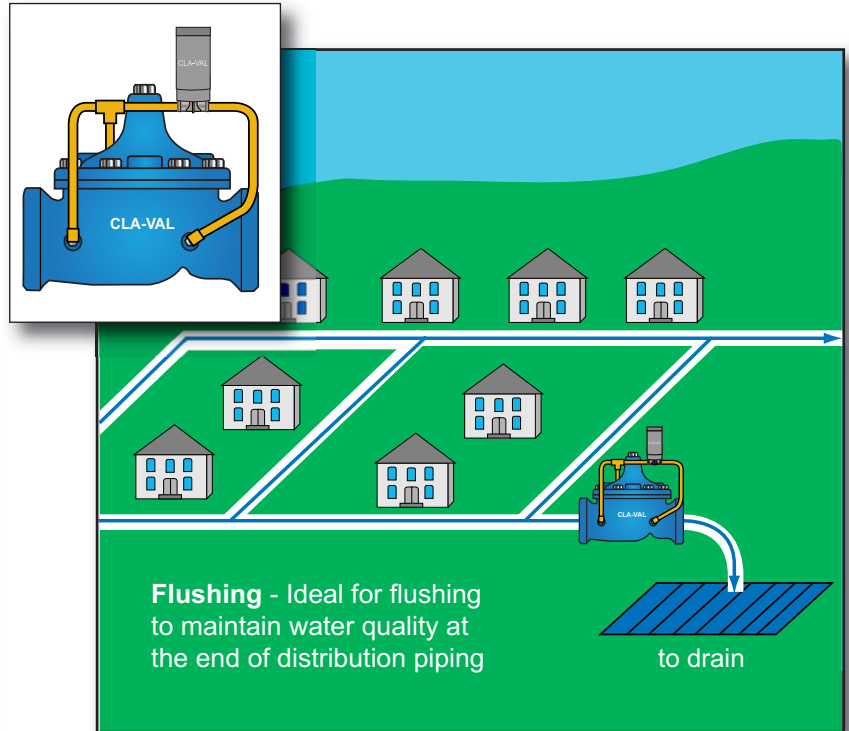 CLA-VAL
CLA-VAL
CLA-VAL
Flushing - Ideal for flushing
to maintain water quality at
the end of distribution piping
to drain